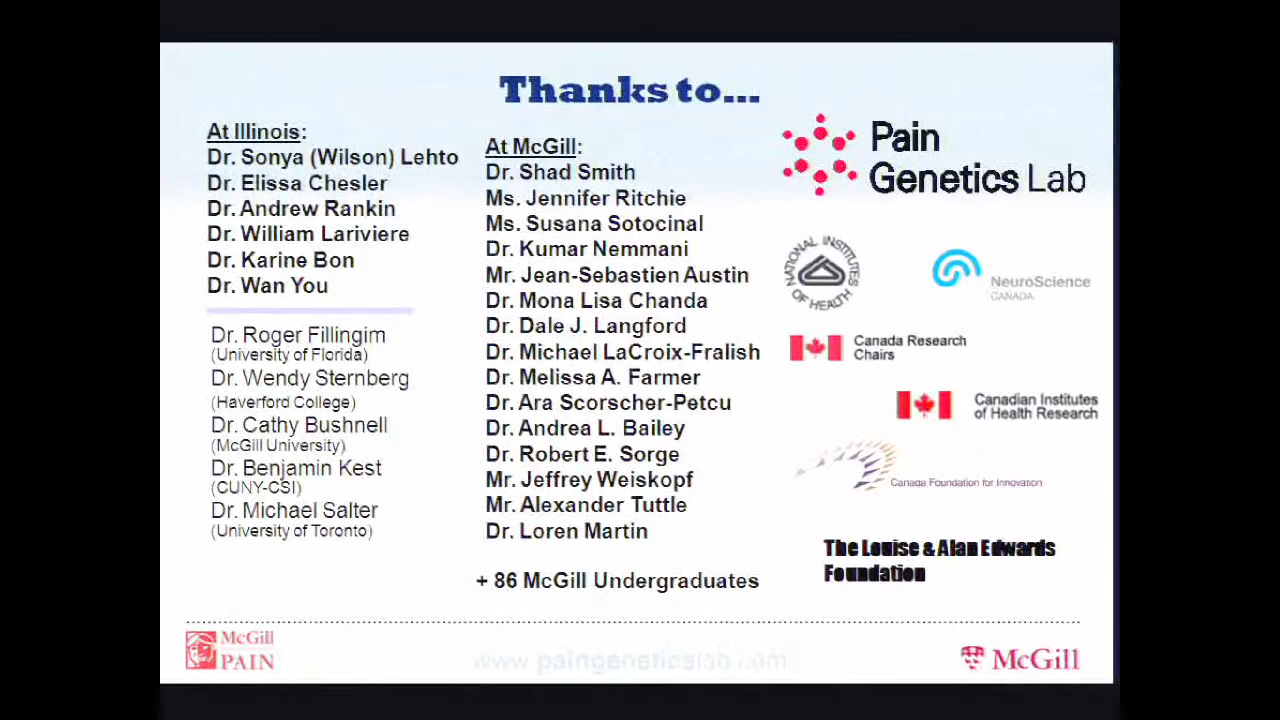 Thanks to...
At Illinois:
Dr. Sonya (Wilson) Lehto
Dr. Elissa Chesler
Dr. Andrew Rankin
Dr. William Lariviere
Dr. Karine Bon
Dr. Wan You
Dr. Roger Fillingim
(University of Florida)
Dr. Wendy Sternberg
(Haverford College)
Dr. Cathy Bushnell
(McGill University)
Dr. Benjamin Kest
(CUNY-CSI)
Dr. Michael Salter
(University of Toronto)
At McGill:
Dr. Shad Smith
Ms. Jennifer Ritchie
Ms. Susana Sotocinal
Dr. Kumar Nemmani
Mr. Jean-Sebastien Austin
Dr. Mona Lisa Chanda
Dr. Dale J. Langford
Dr. Michael LaCroix-Fralish
Dr. Melissa A. Farmer
Dr. Ara Scorscher-Petcu
Dr. Andrea L. Bailey
Dr. Robert E. Sorge
Mr. Jeffrey Weiskopf
Mr. Alexander Tuttle
Dr. Loren Martin
+ 86 McGill Undergraduates
Pain
Genetics Lab
NATIONAL INSTITUTES
OF HEALTH
NeuroScience
CANADA
Canada Research
Chairs
Canadian Institutes
of Health Research
Canada Foundation for Innovation
The Louise & Alan Edwards
Foundation
McGill
PAIN
www.paingeneticslab.com
McGill